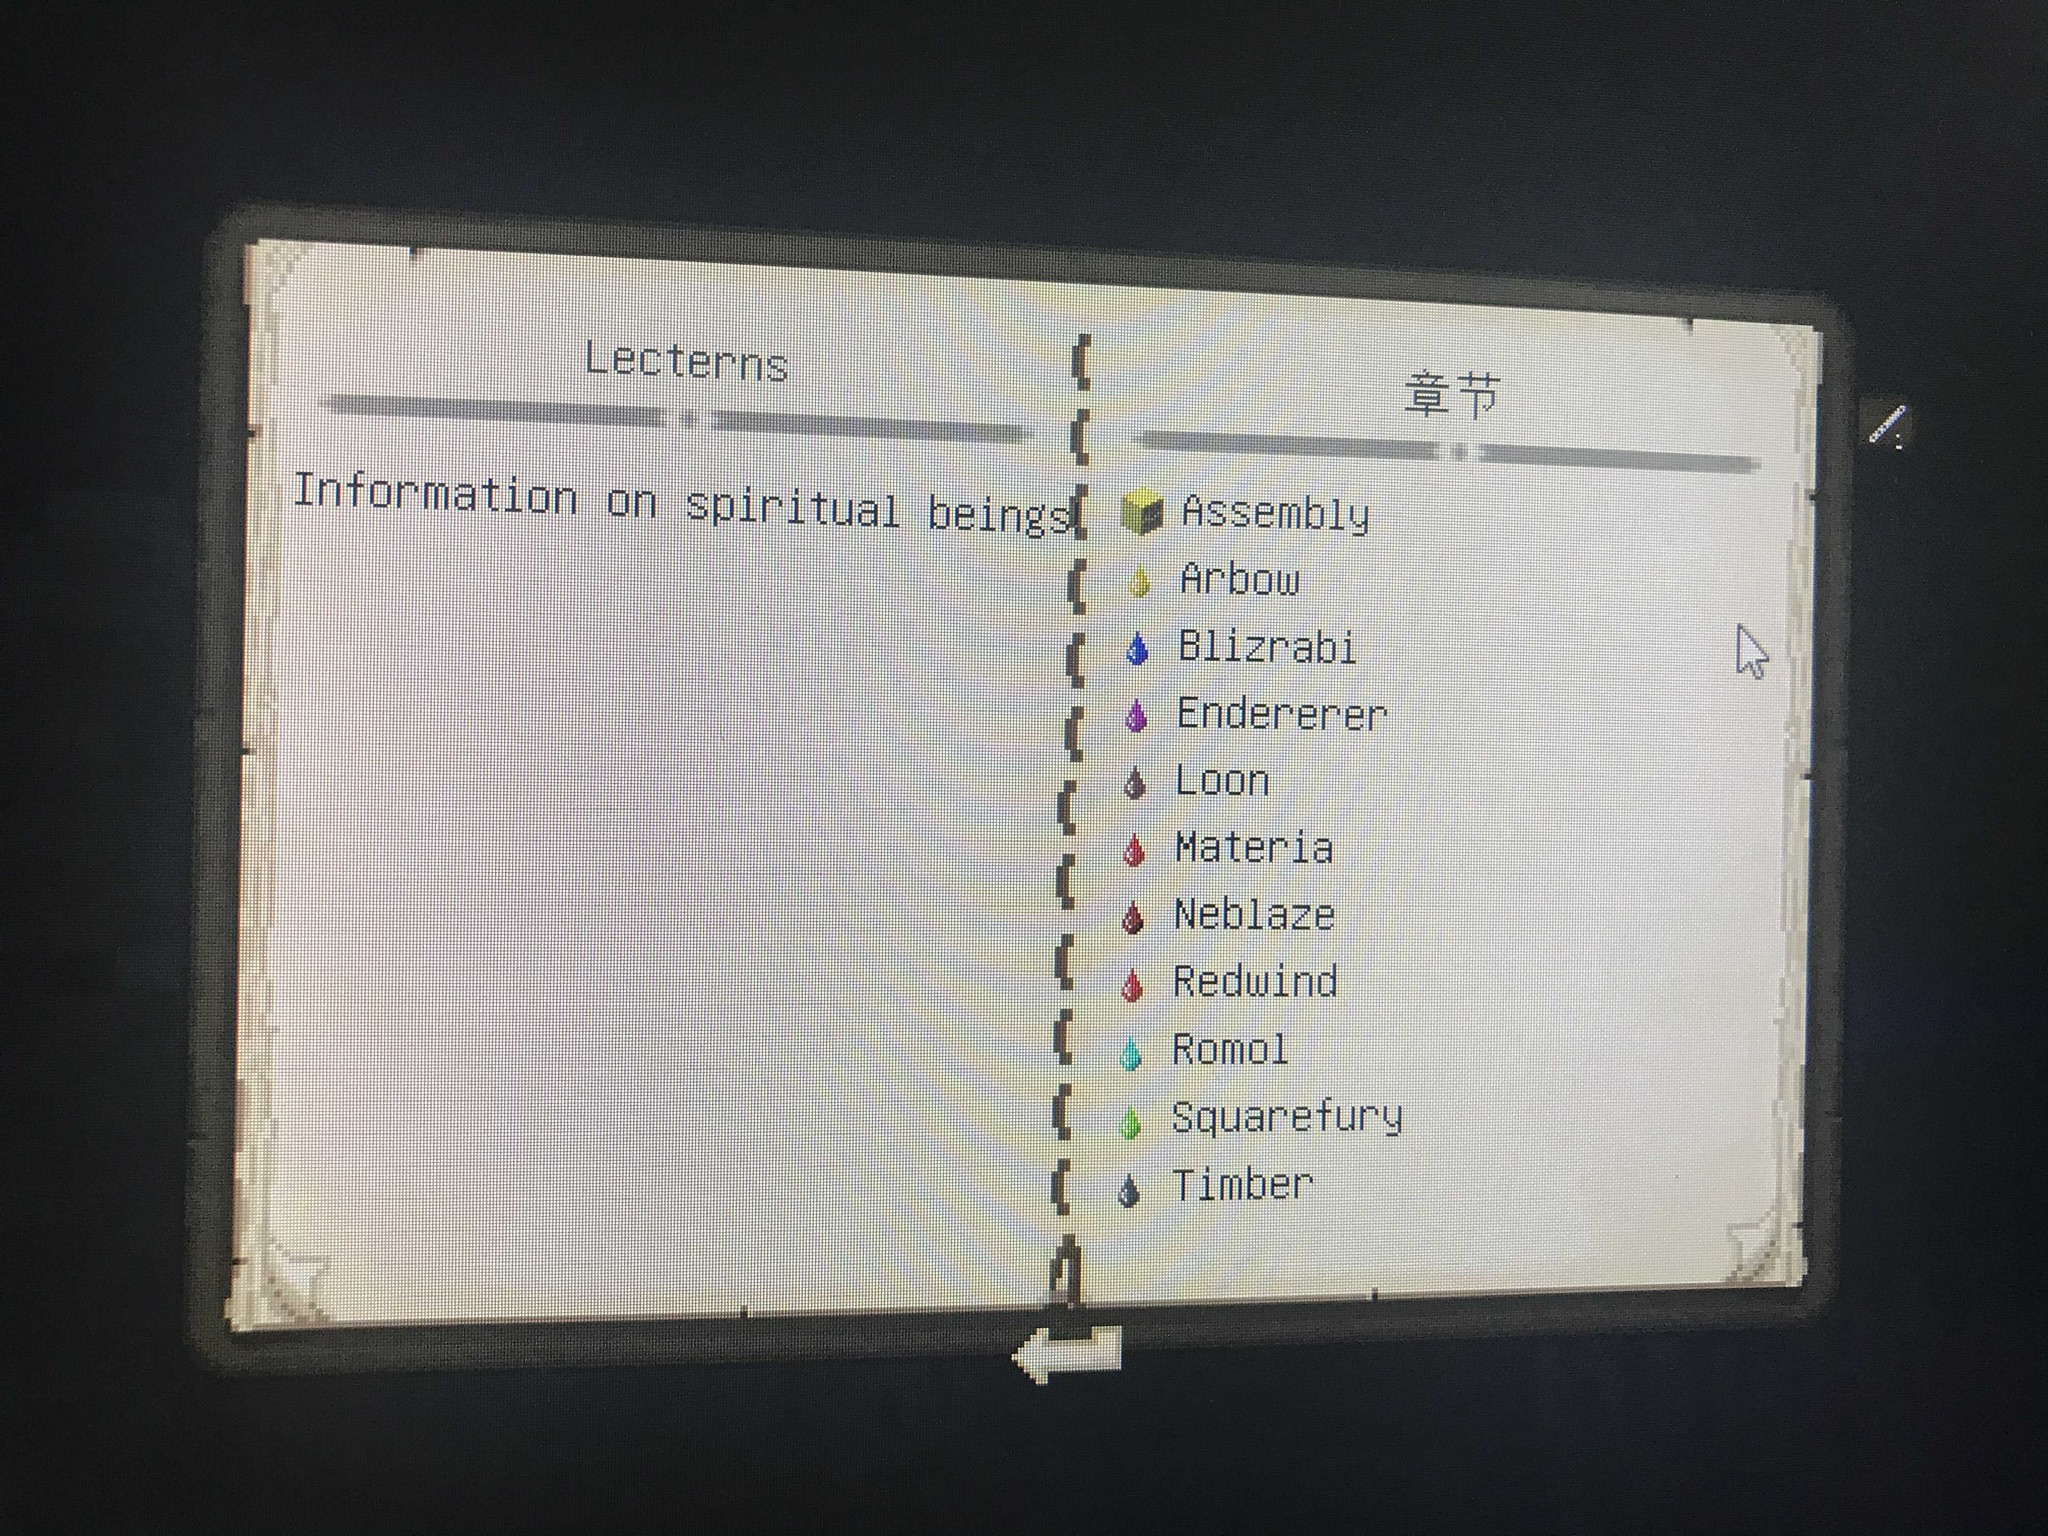 Lecterns
Information on spiritual beings
章节
Assembly
Arbow
Blizrabi
Endererer
Loon
Materia
Neblaze
Redwind
Romol
Squarefury
Timber